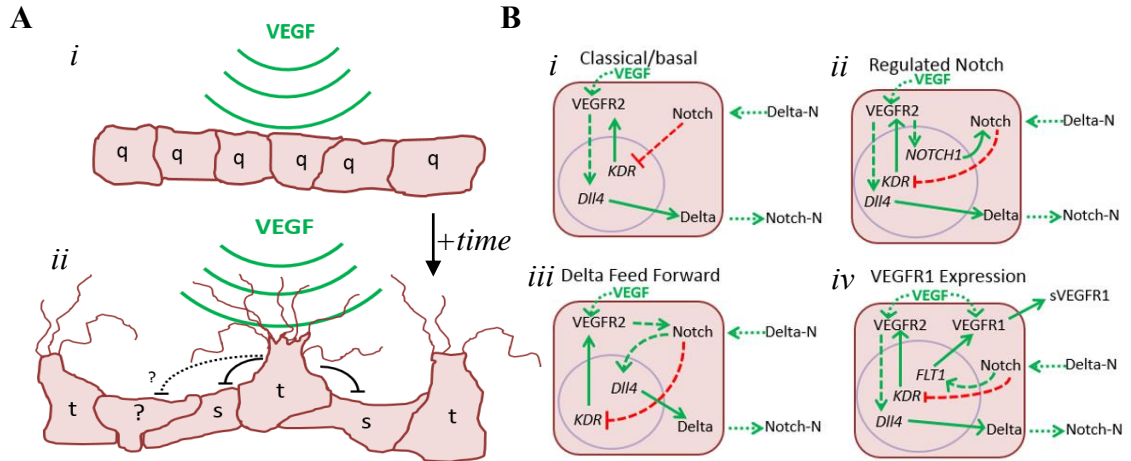 A
i
VEGF
q q q q q q
+time
ii
VEGF
?
t ? s t s t
B
i
Classical/basal
VEGF
VEGFR2
Notch
Delta-N
KDR
Dll4
Delta
Notch-N
ii
Regulated Notch
VEGF
VEGFR2
Notch
Delta-N
NOTCH1
KDR
Dll4
Delta
Notch-N
iii
Delta Feed Forward
VEGF
VEGFR2
Notch
Delta-N
Dll4
KDR
Delta
Notch-N
iv
VEGFR1 Expression
VEGF
sVEGFR1
VEGFR2
VEGFR1
Notch
Delta-N
FLT1
KDR
Dll4
Delta
Notch-N